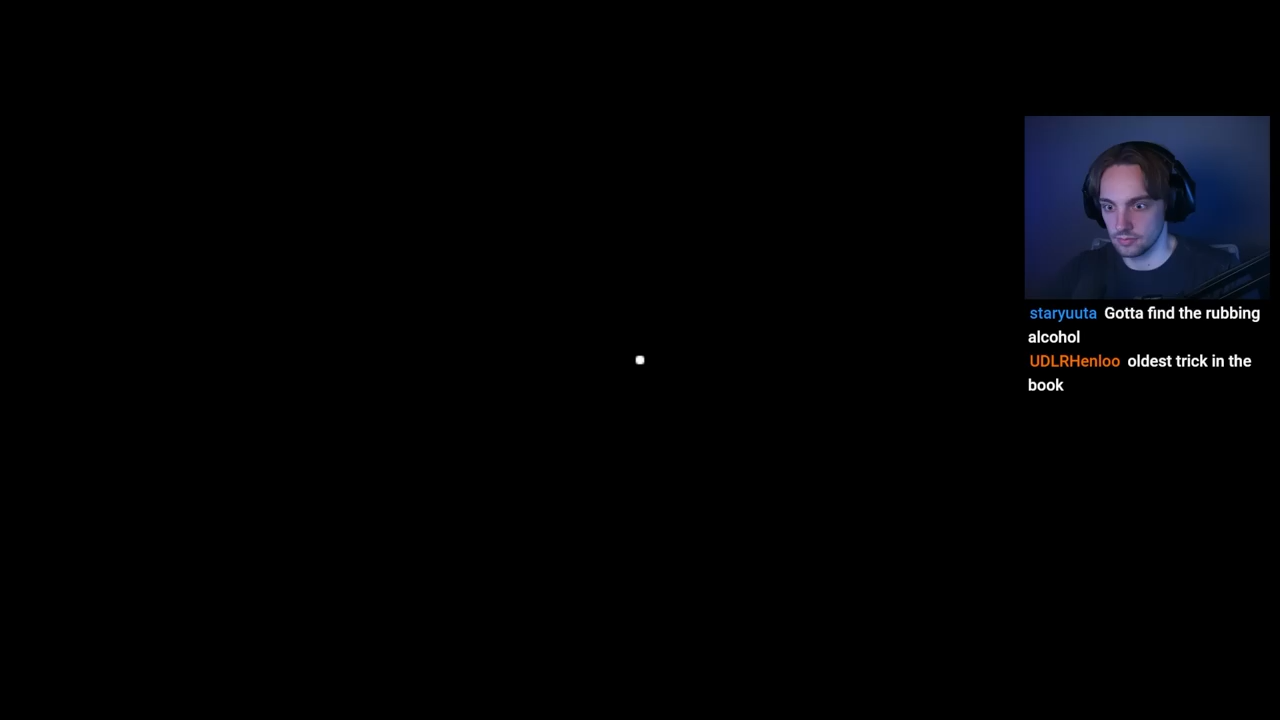 staryuuta Gotta find the rubbing
alcohol
UDLRHenloo oldest trick in the
book